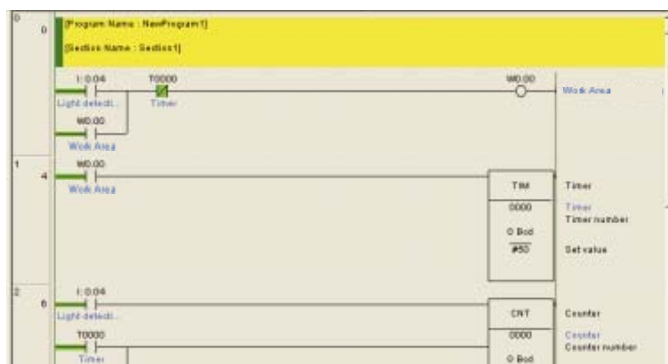 0 0 [Program Name : NewProgram1]
[Section Name : Section1]
I: 0.04 T0000 W0.00
Light detecti... Timer Work Area
W0.00
Work Area
1 4 W0.00
Work Area
TIM Timer
0000 Timer
Timer number
0 Bcd
#50 Set value
2 6 I: 0.04
Light detecti...
CNT Counter
T0000 0000 Counter
Counter number
Timer 0 Bcd